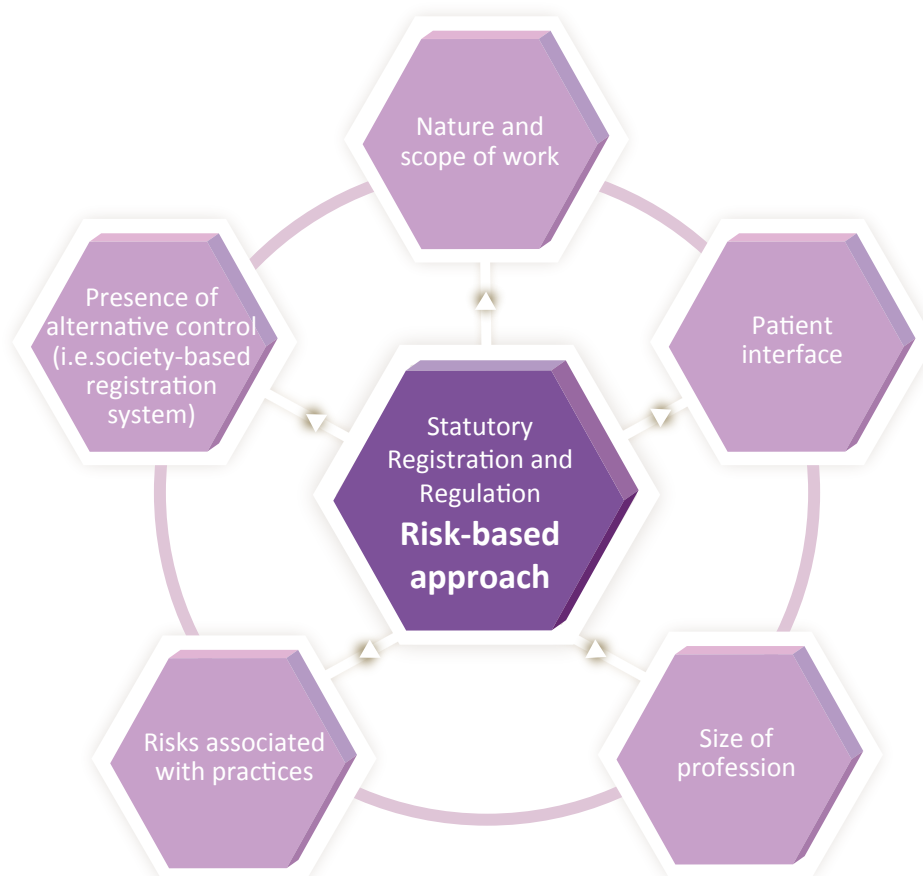 Nature and
scope of work
Presence of
alternative control
(i.e.society-based
registration
system)
Patient
interface
Statutory
Registration and
Regulation
Risk-based
approach
Risks associated
with practices
Size of
profession